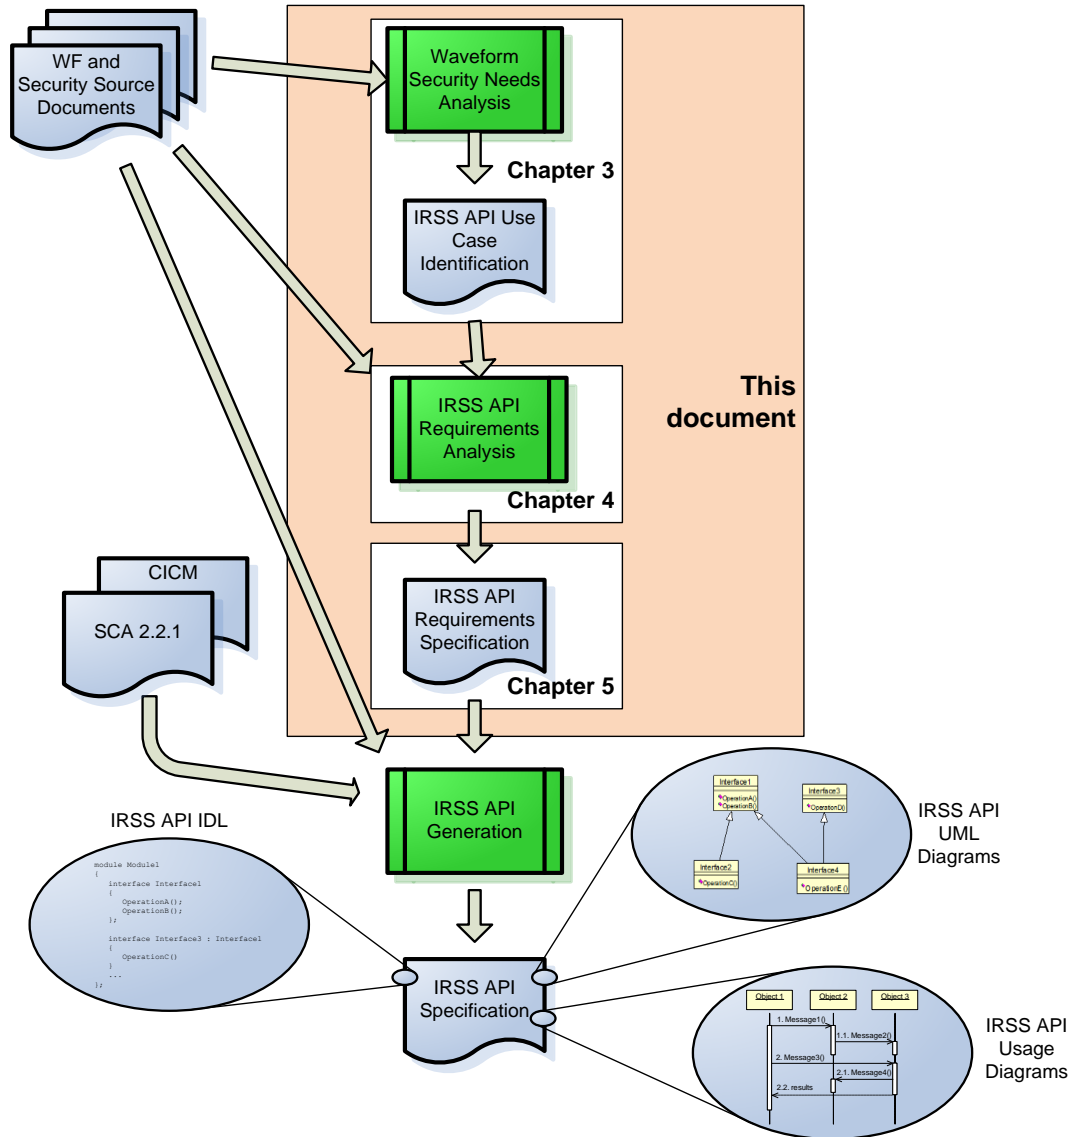 WF and
Security Source
Documents
Waveform
Security Needs
Analysis
Chapter 3
IRSS API Use
Case
Identification
This
document
IRSS API
Requirements
Analysis
Chapter 4
CICM
SCA 2.2.1
IRSS API
Requirements
Specification
Chapter 5
IRSS API
Generation
IRSS API IDL
module Module1
{
interface Interface1
{
OperationA();
OperationB();
};
interface Interface3 : Interface1
{
OperationC()
}
...
};
Interface1
OperationA()
OperationB()
Interface3
OperationD()
Interface2
OperationC()
Interface4
OperationE()
IRSS API
UML
Diagrams
IRSS API
Specification
Object 1
Object 2
Object 3
1. Message1()
1.1. Message2()
2. Message3()
2.1. Message4()
2.2. results
IRSS API
Usage
Diagrams